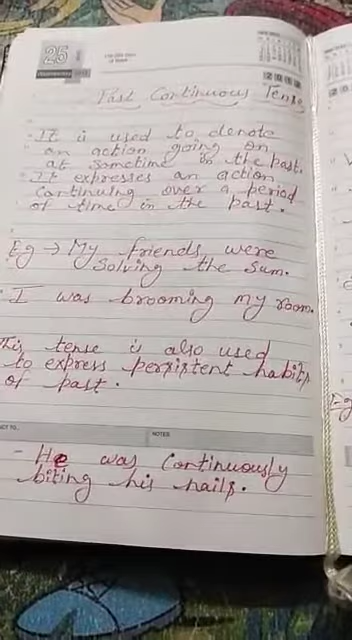 25
2012
Past Continuous Tense
It is used to denote
an action going on
at sometime in the past.
It expresses an action
Continuing over a period
of time in the past.
Eg → My friends were
Solving the Sum.
I was brooming my room.
This tense is also used
to express persistent habits
of past.
NOTES
- He was Continuously
biting his nails.
Eg